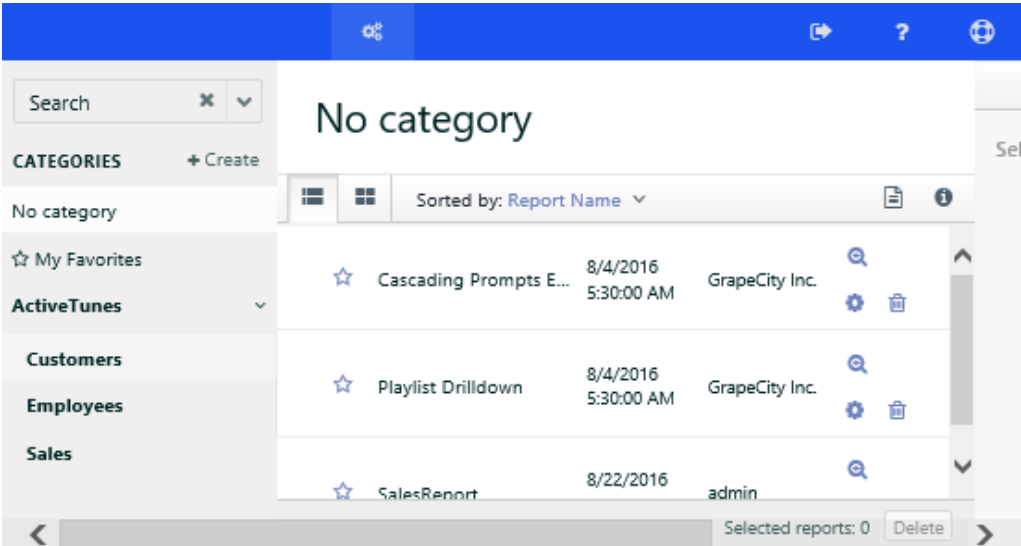 ?
Search
CATEGORIES
+ Create
No category
My Favorites
ActiveTunes
Customers
Employees
Sales
No category
Sorted by: Report Name
Cascading Prompts E...
8/4/2016
5:30:00 AM
GrapeCity Inc.
Playlist Drilldown
8/4/2016
5:30:00 AM
GrapeCity Inc.
SalesReport
8/22/2016
admin
Selected reports: 0
Delete
Sel